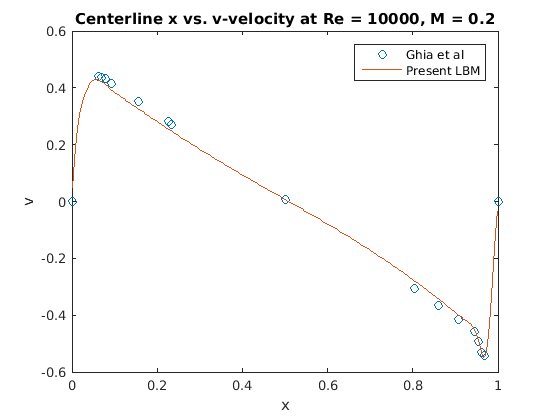 Centerline x vs. v-velocity at Re = 10000, M = 0.2
Ghia et al
Present LBM
0.6
0.4
0.2
0
-0.2
-0.4
-0.6
v
0
0.2
0.4
0.6
0.8
1
x